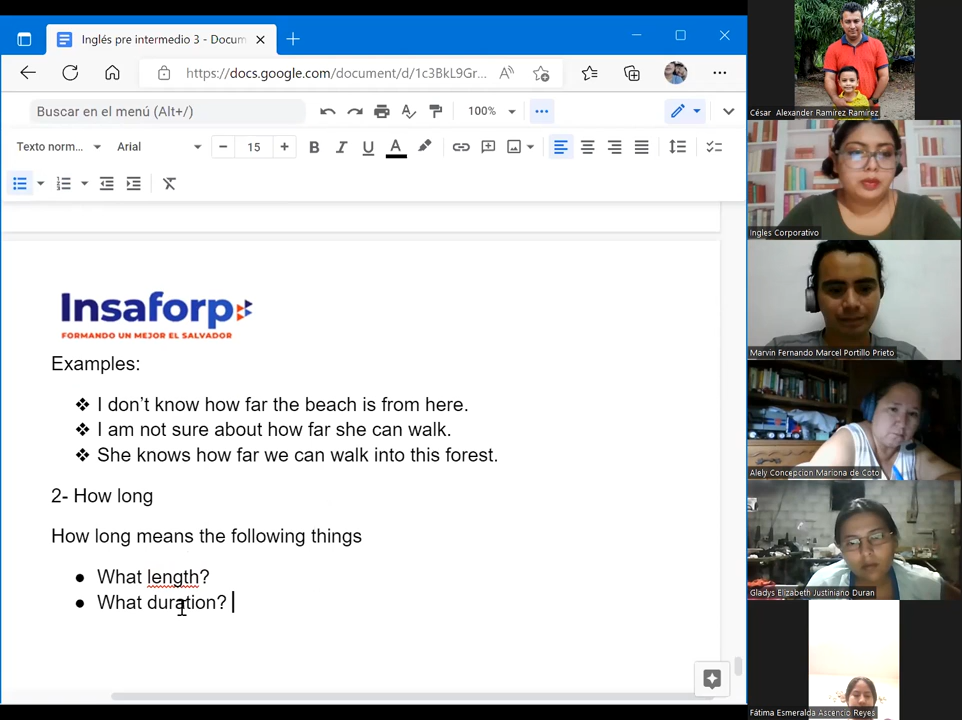 Inglés pre intermedio 3 - Docum
https://docs.google.com/document/d/1c3BkL9Gr...
Buscar en el menú (Alt+/)
100%
Texto norm...
Arial
15
B I U A
Insaforp
FORMANDO UN MEJOR EL SALVADOR
Examples:
❖ I don't know how far the beach is from here.
❖ I am not sure about how far she can walk.
❖ She knows how far we can walk into this forest.
2- How long
How long means the following things
● What length?
● What duration?
César Alexander Ramírez Ramírez
Ingles Corporativo
Marvin Fernando Marcel Portillo Prieto
Alely Concepcion Mariona de Coto
Gladys Elizabeth Justiniano Duran
Fátima Esmeralda Ascencio Reyes